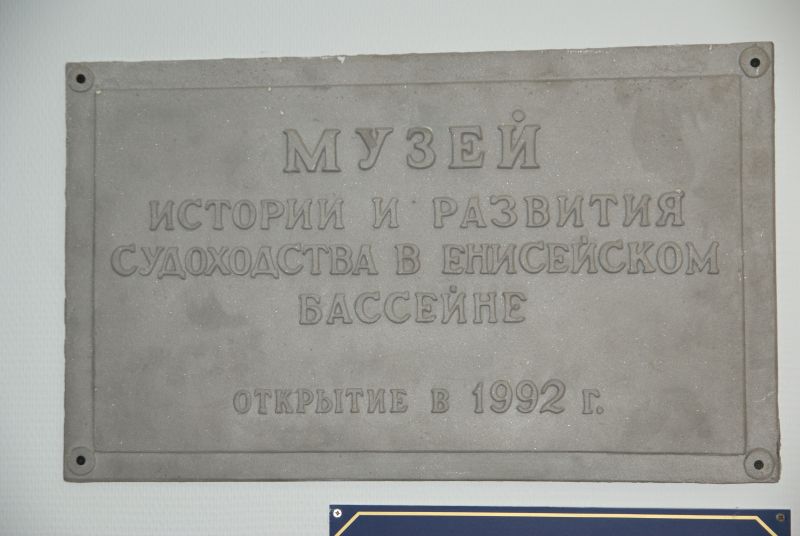 МУЗЕЙ
ИСТОРИИ И РАЗВИТИЯ
СУДОХОДСТВА В ЕНИСЕЙСКОМ
БАССЕЙНЕ
ОТКРЫТИЕ В 1992 Г.